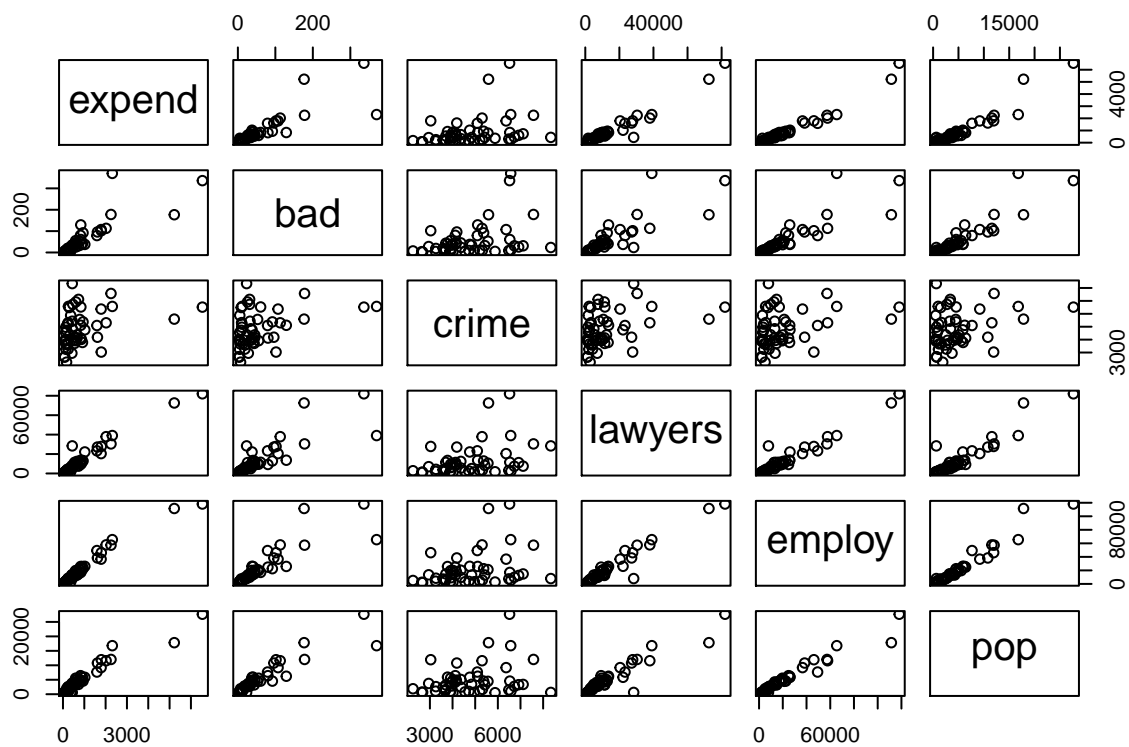 0 200 0 40000 0 15000
expend 0 4000
0 200 bad
crime 3000
0 60000 lawyers
employ 0 80000
0 20000 pop
0 3000 3000 6000 0 60000